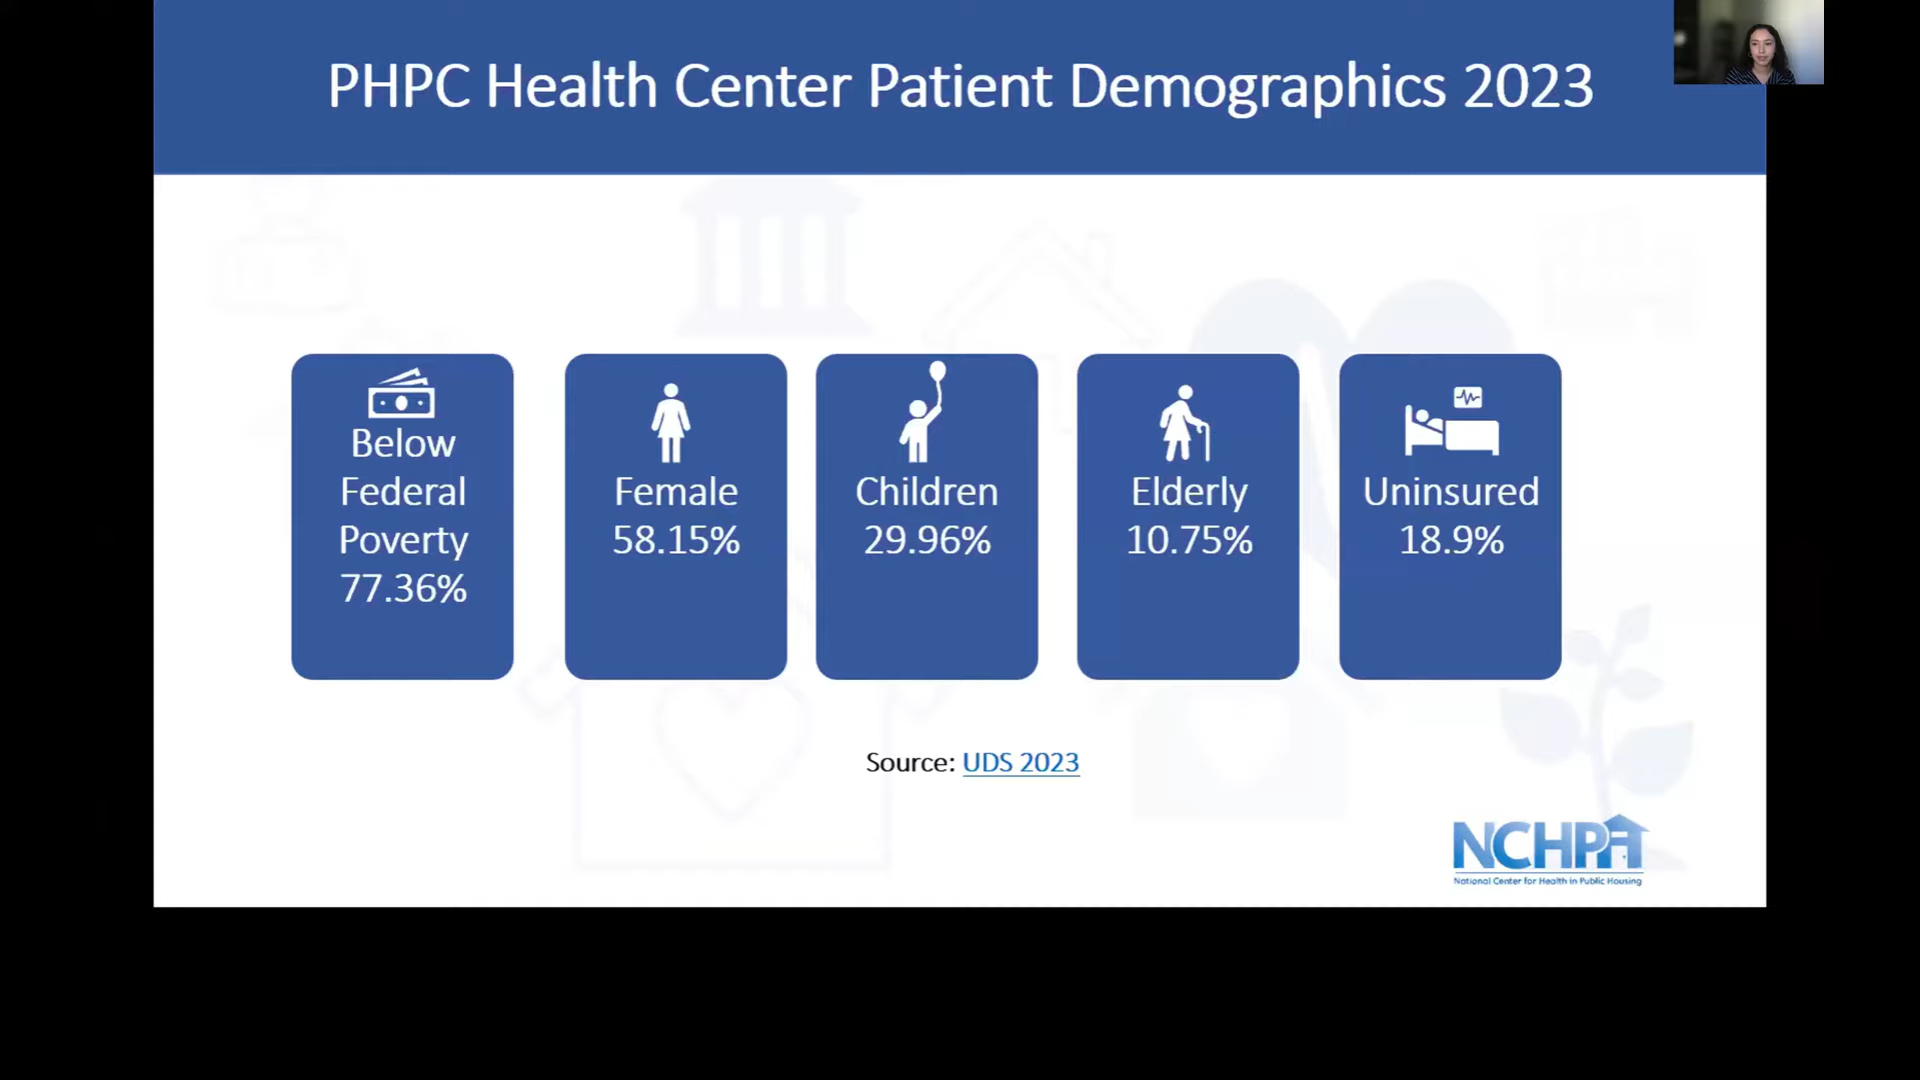 PHPC Health Center Patient Demographics 2023
Below
Federal
Poverty
77.36%
Female
58.15%
Children
29.96%
Elderly
10.75%
Uninsured
18.9%
Source: UDS 2023
NCHPH
National Center for Health in Public Housing